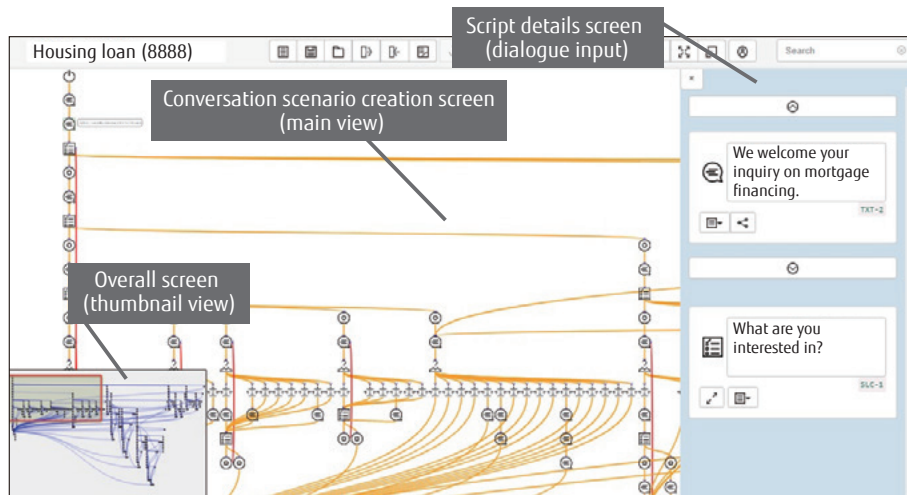 Script details screen
(dialogue input)
Housing loan (8888)
Search
Conversation scenario creation screen
(main view)
We welcome your
inquiry on mortgage
financing.
TXT-2
Overall screen
(thumbnail view)
What are you
interested in?
SLC-1